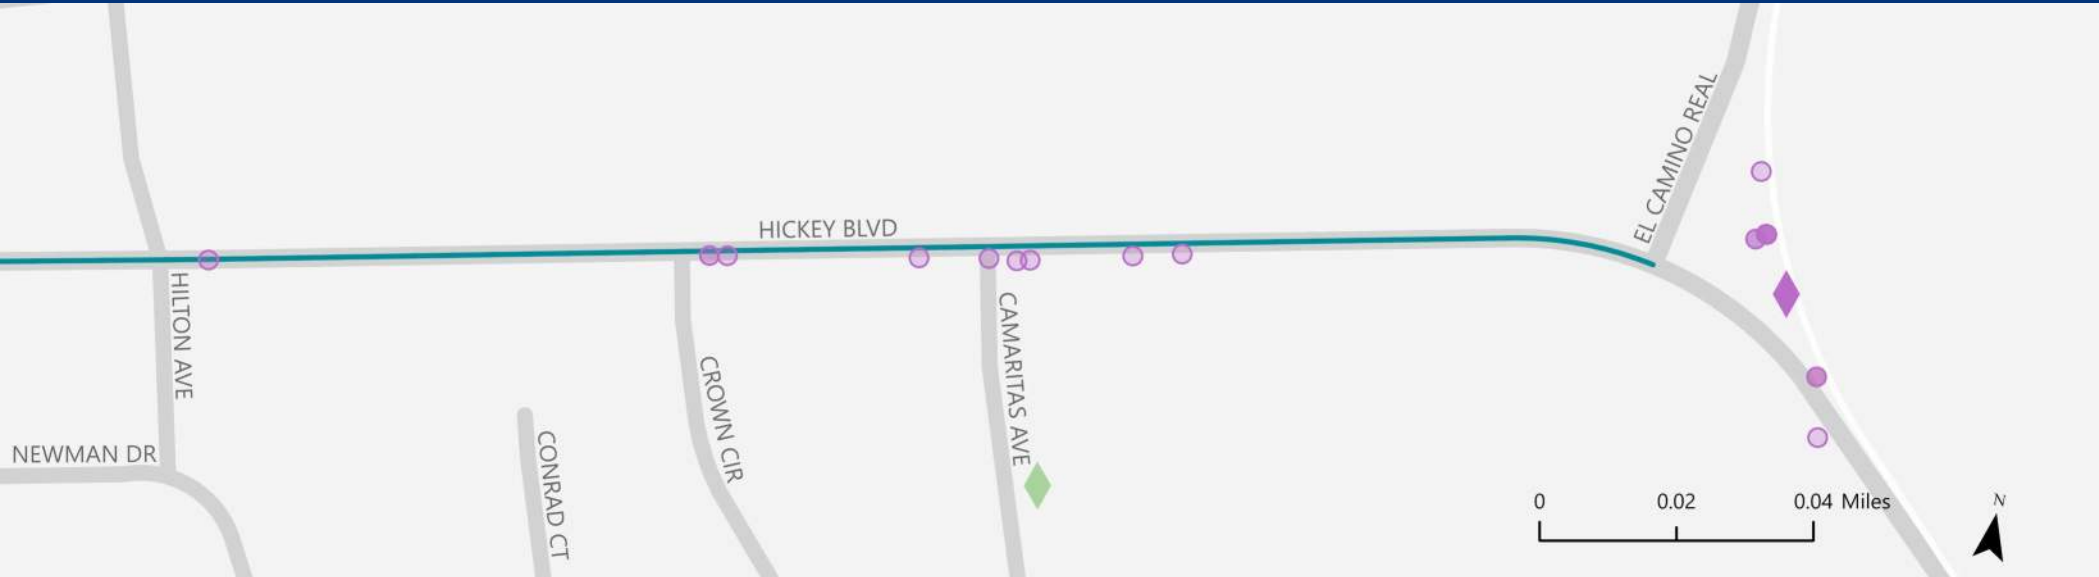 EL CAMINO REAL
HICKEY BLVD
HILTON AVE
CAMARITAS AVE
CROWN CIR
NEWMAN DR
CONRAD CT
0 0.02 0.04 Miles
N